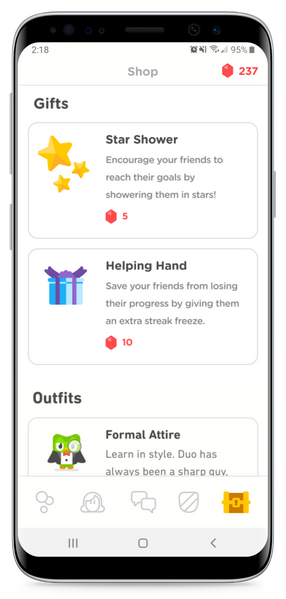 2:18
95%
Shop
237
Gifts
Star Shower
Encourage your friends to
reach their goals by
showering them in stars!
5
Helping Hand
Save your friends from losing
their progress by giving them
an extra streak freeze.
10
Outfits
Formal Attire
Learn in style. Duo has
always been a sharp guy,